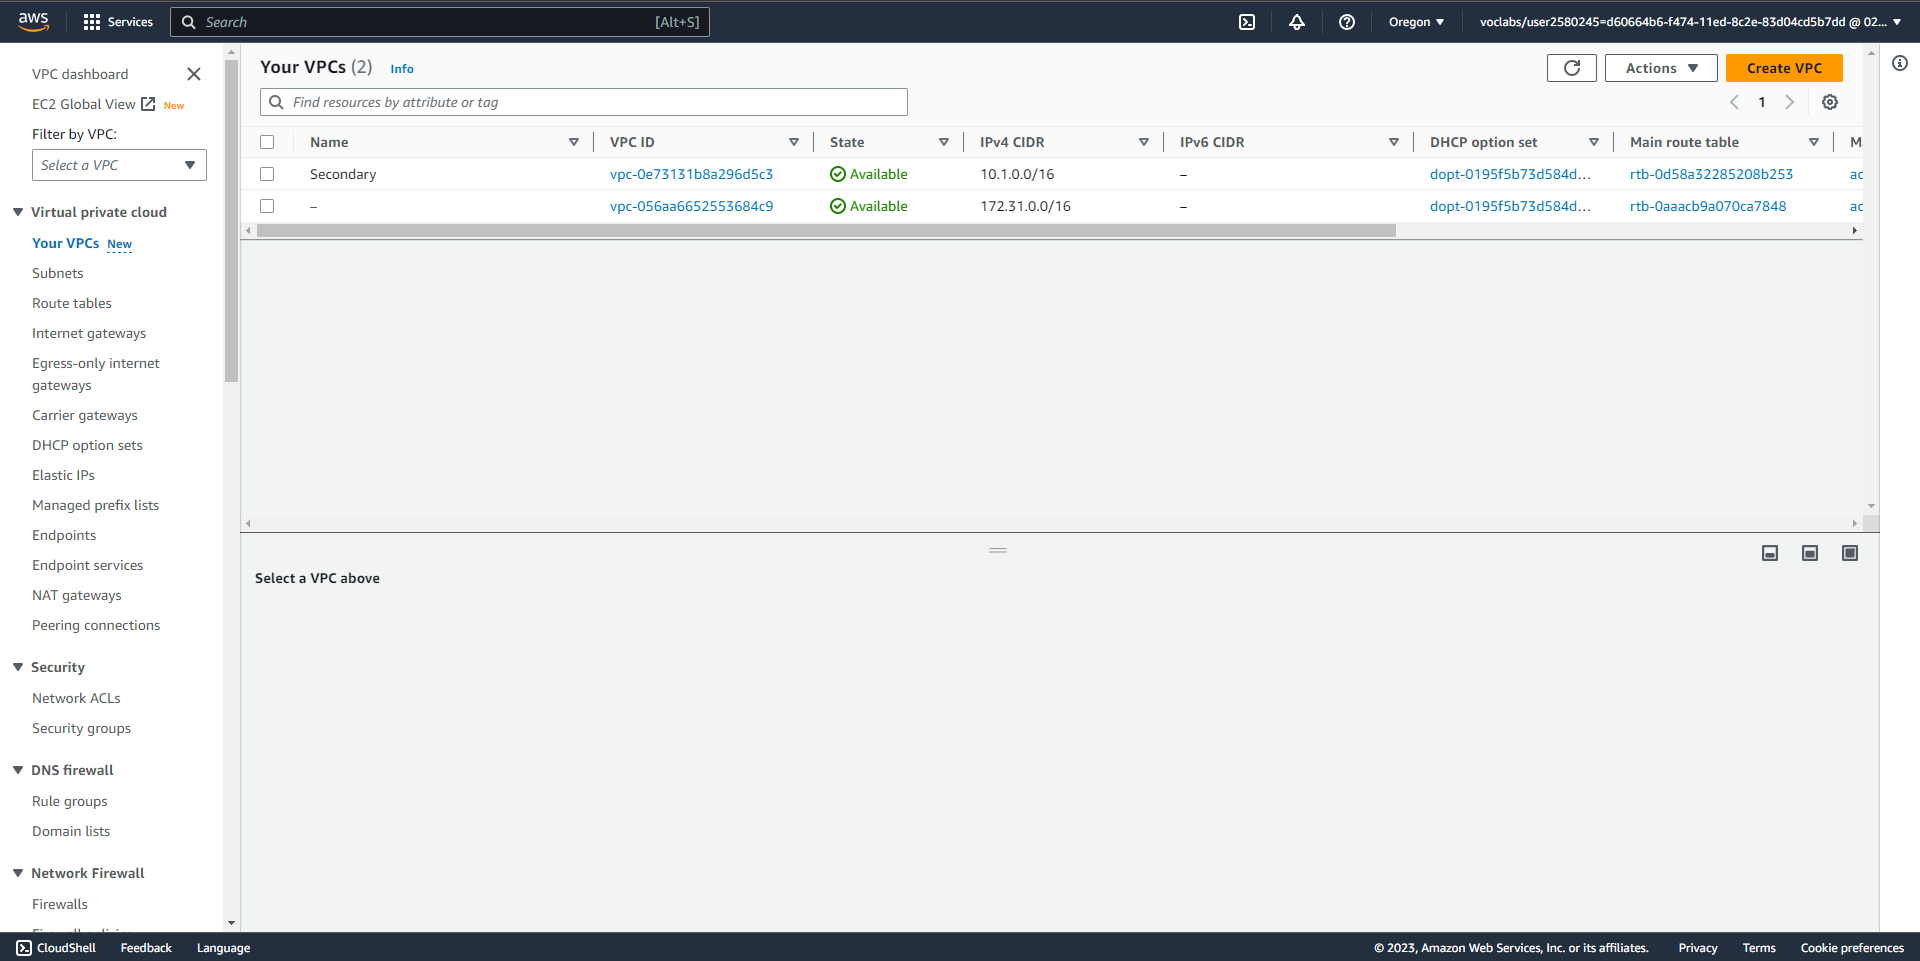 aws
Services
Search
[Alt+S]
Oregon
voclabs/user2580245=d60664b6-f474-11ed-8c2e-83d04cd5b7dd @ 02...
VPC dashboard
EC2 Global View New
Filter by VPC:
Select a VPC
Virtual private cloud
Your VPCs New
Subnets
Route tables
Internet gateways
Egress-only internet
gateways
Carrier gateways
DHCP option sets
Elastic IPs
Managed prefix lists
Endpoints
Endpoint services
NAT gateways
Peering connections
Security
Network ACLs
Security groups
DNS firewall
Rule groups
Domain lists
Network Firewall
Firewalls
Your VPCs (2) Info
Actions
Create VPC
Find resources by attribute or tag
1
Name VPC ID State IPv4 CIDR IPv6 CIDR DHCP option set Main route table
Secondary vpc-0e73131b8a296d5c3 Available 10.1.0.0/16 – dopt-0195f5b73d584d... rtb-0d58a32285208b253 ac
– vpc-056aa6652553684c9 Available 172.31.0.0/16 – dopt-0195f5b73d584d... rtb-0aaacb9a070ca7848 ac
Select a VPC above
CloudShell Feedback Language
© 2023, Amazon Web Services, Inc. or its affiliates. Privacy Terms Cookie preferences